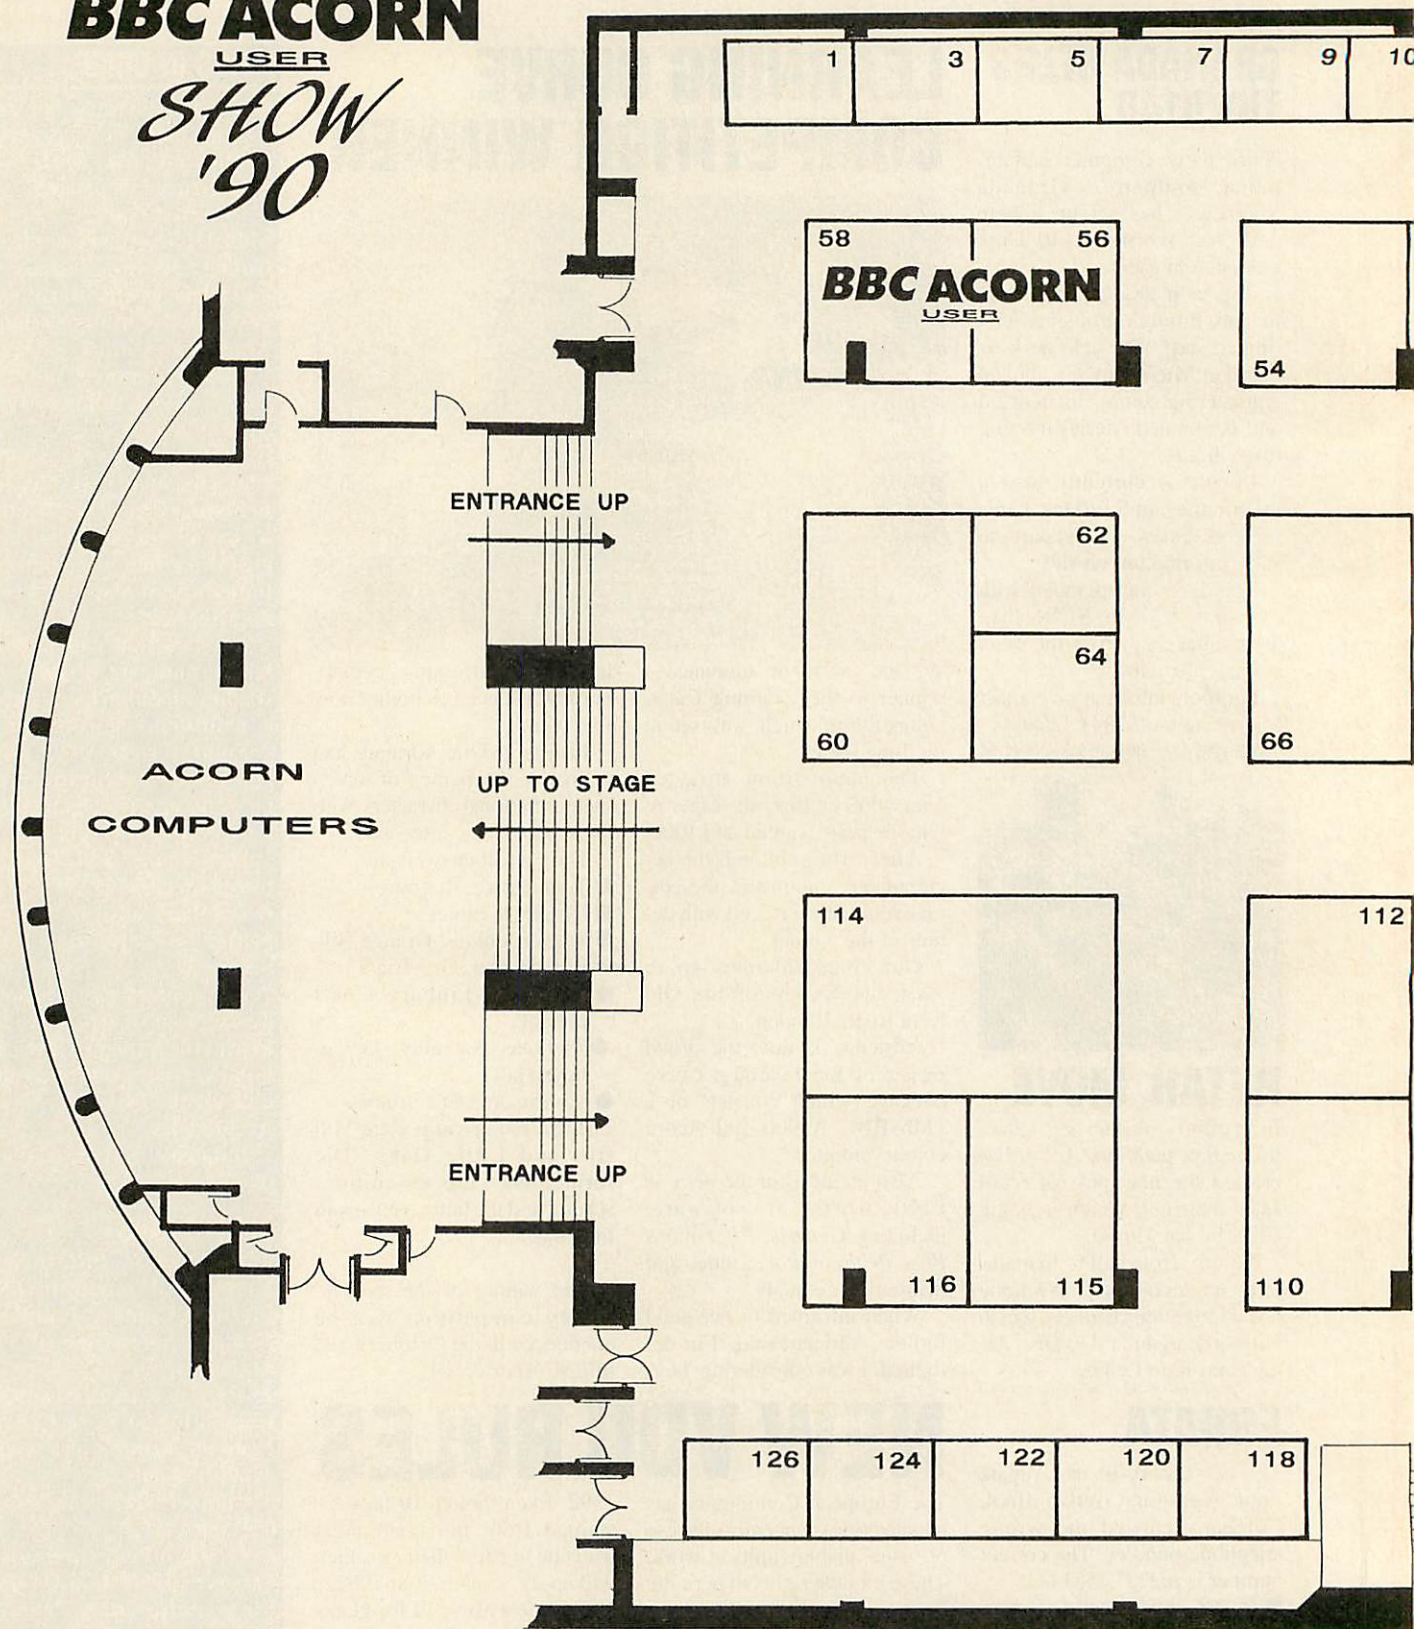 BBC ACORN
USER
SHOW
'90
1 3 5 7 9 10
58 56
BBC ACORN
USER
54
ENTRANCE UP
62
64
60
66
UP TO STAGE
ACORN
COMPUTERS
114
112
ENTRANCE UP
116 115
110
126 124 122 120 118